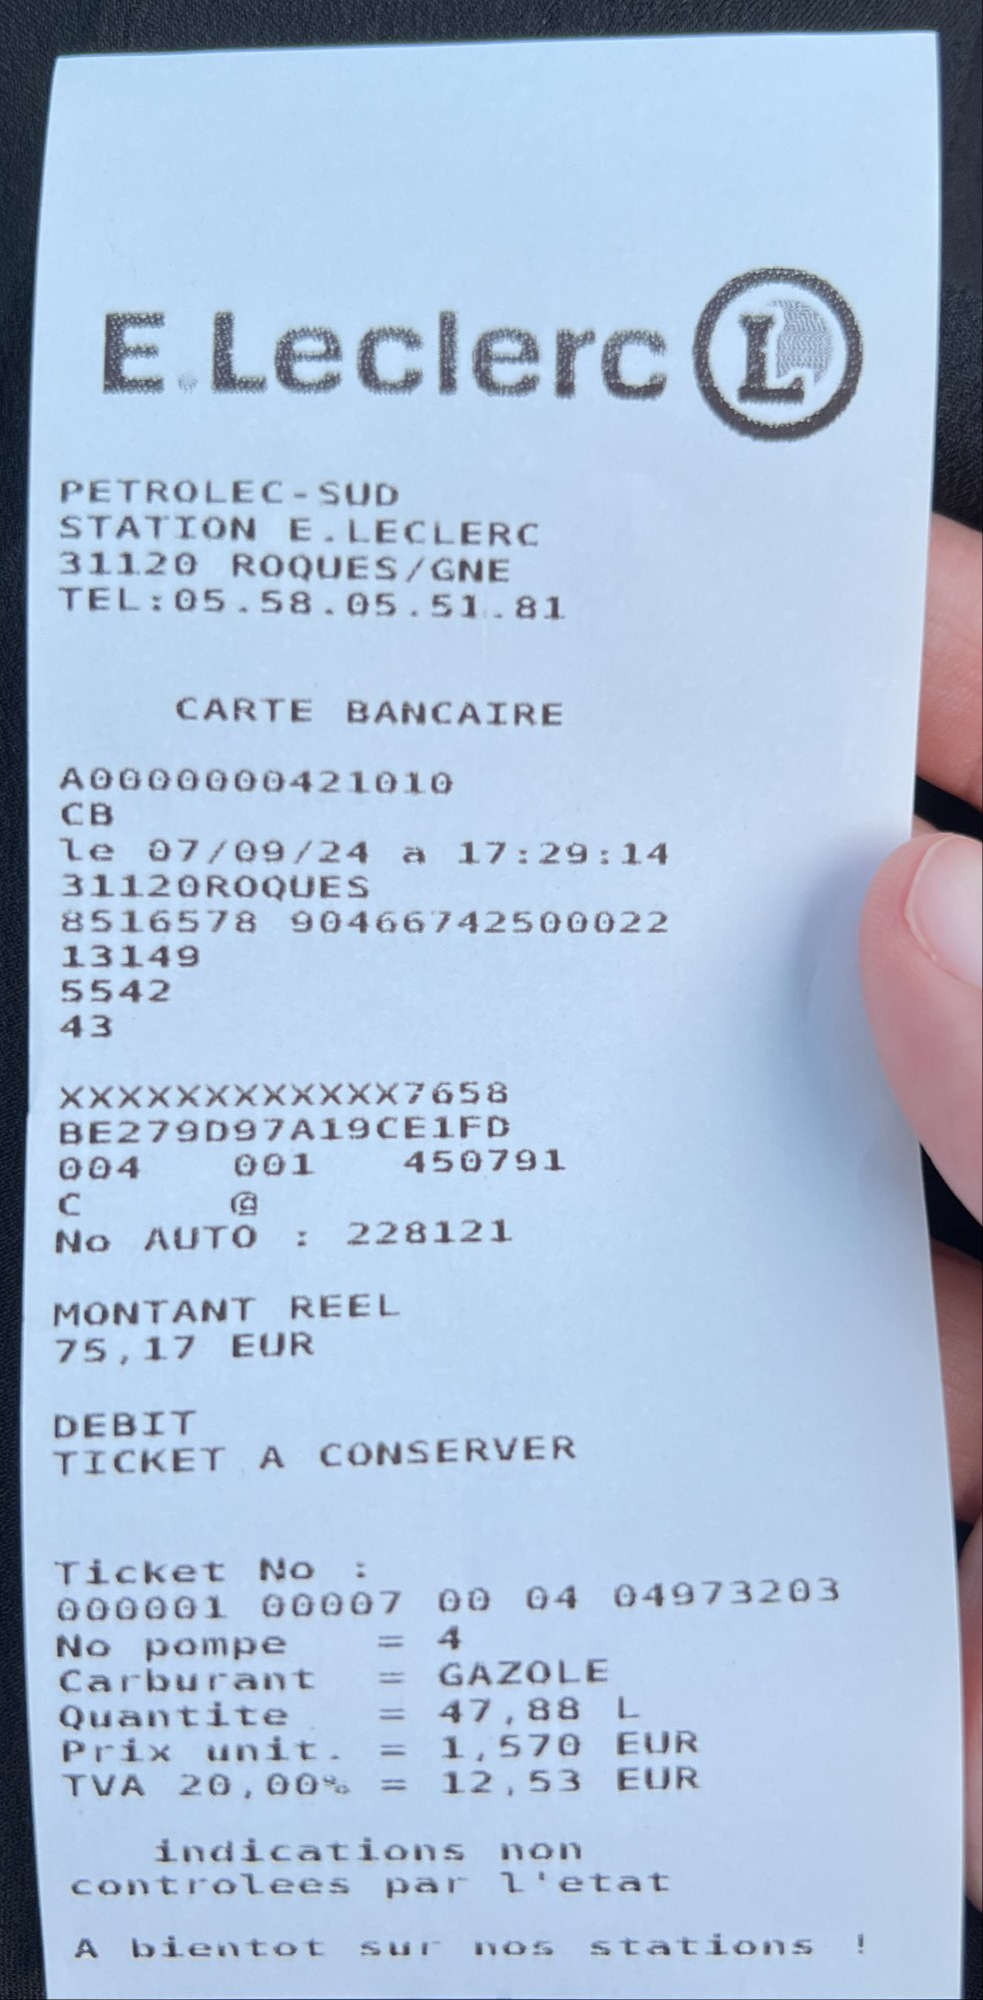 E.Leclerc L
PETROLEC-SUD
STATION E.LECLERC
31120 ROQUES/GNE
TEL:05.58.05.51.81
CARTE BANCAIRE
A0000000421010
CB
le 07/09/24 a 17:29:14
31120ROQUES
8516578 90466742500022
13149
5542
43
XXXXXXXXXXXX7658
BE279D97A19CE1FD
004 001 450791
C @
No AUTO : 228121
MONTANT REEL
75,17 EUR
DEBIT
TICKET A CONSERVER
Ticket No :
000001 00007 00 04 04973203
No pompe = 4
Carburant = GAZOLE
Quantite = 47,88 L
Prix unit. = 1,570 EUR
TVA 20,00% = 12,53 EUR
indications non
controlees par l'etat
A bientot sur nos stations !